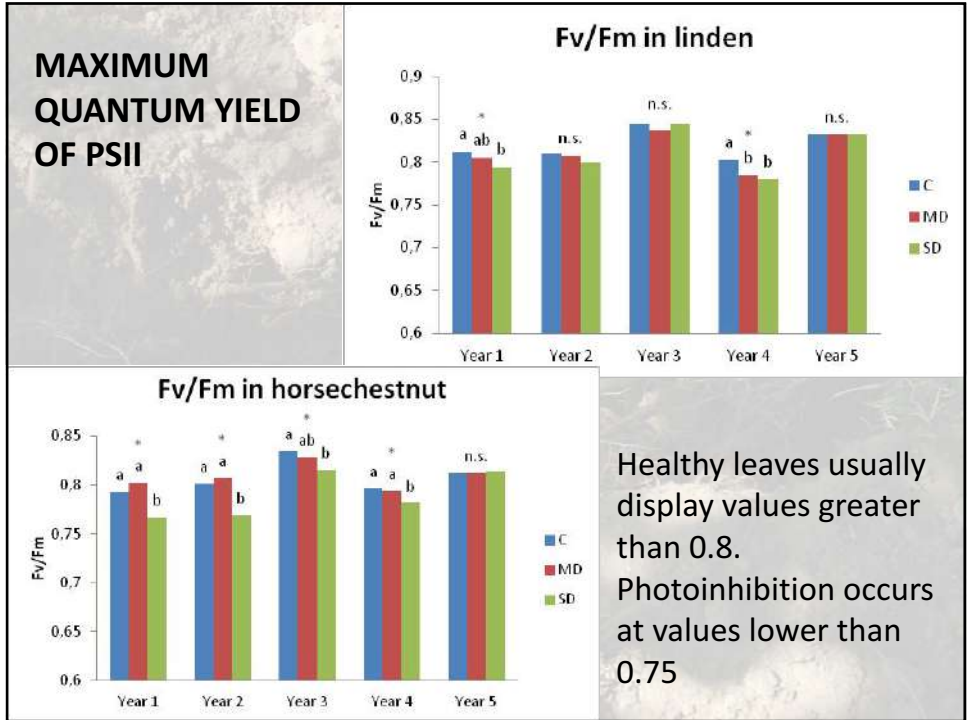 MAXIMUM
QUANTUM YIELD
OF PSII
Fv/Fm in linden
Fv/Fm
0,9
0,85
0,8
0,75
0,7
0,65
0,6
* n.s. n.s. * n.s.
a ab b a b b
Year 1 Year 2 Year 3 Year 4 Year 5
C
MD
SD
Fv/Fm in horsechestnut
Fv/Fm
0,85
0,8
0,75
0,7
0,65
0,6
* * * * n.s.
a a b a a b a ab b a a b
Year 1 Year 2 Year 3 Year 4 Year 5
C
MD
SD
Healthy leaves usually
display values greater
than 0.8.
Photoinhibition occurs
at values lower than
0.75